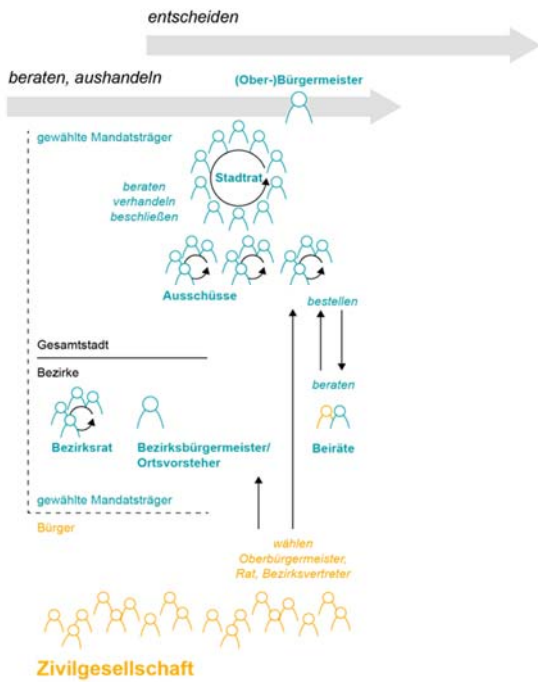 entscheiden
beraten, aushandeln
(Ober-)Bürgermeister
gewählte Mandatsträger
Stadtrat
beraten
verhandeln
beschließen
Ausschüsse
bestellen
Gesamtstadt
Bezirke
beraten
Bezirksrat
Bezirksbürgermeister/
Ortsvorsteher
Beiräte
gewählte Mandatsträger
Bürger
wählen
Oberbürgermeister,
Rat, Bezirksvertreter
Zivilgesellschaft